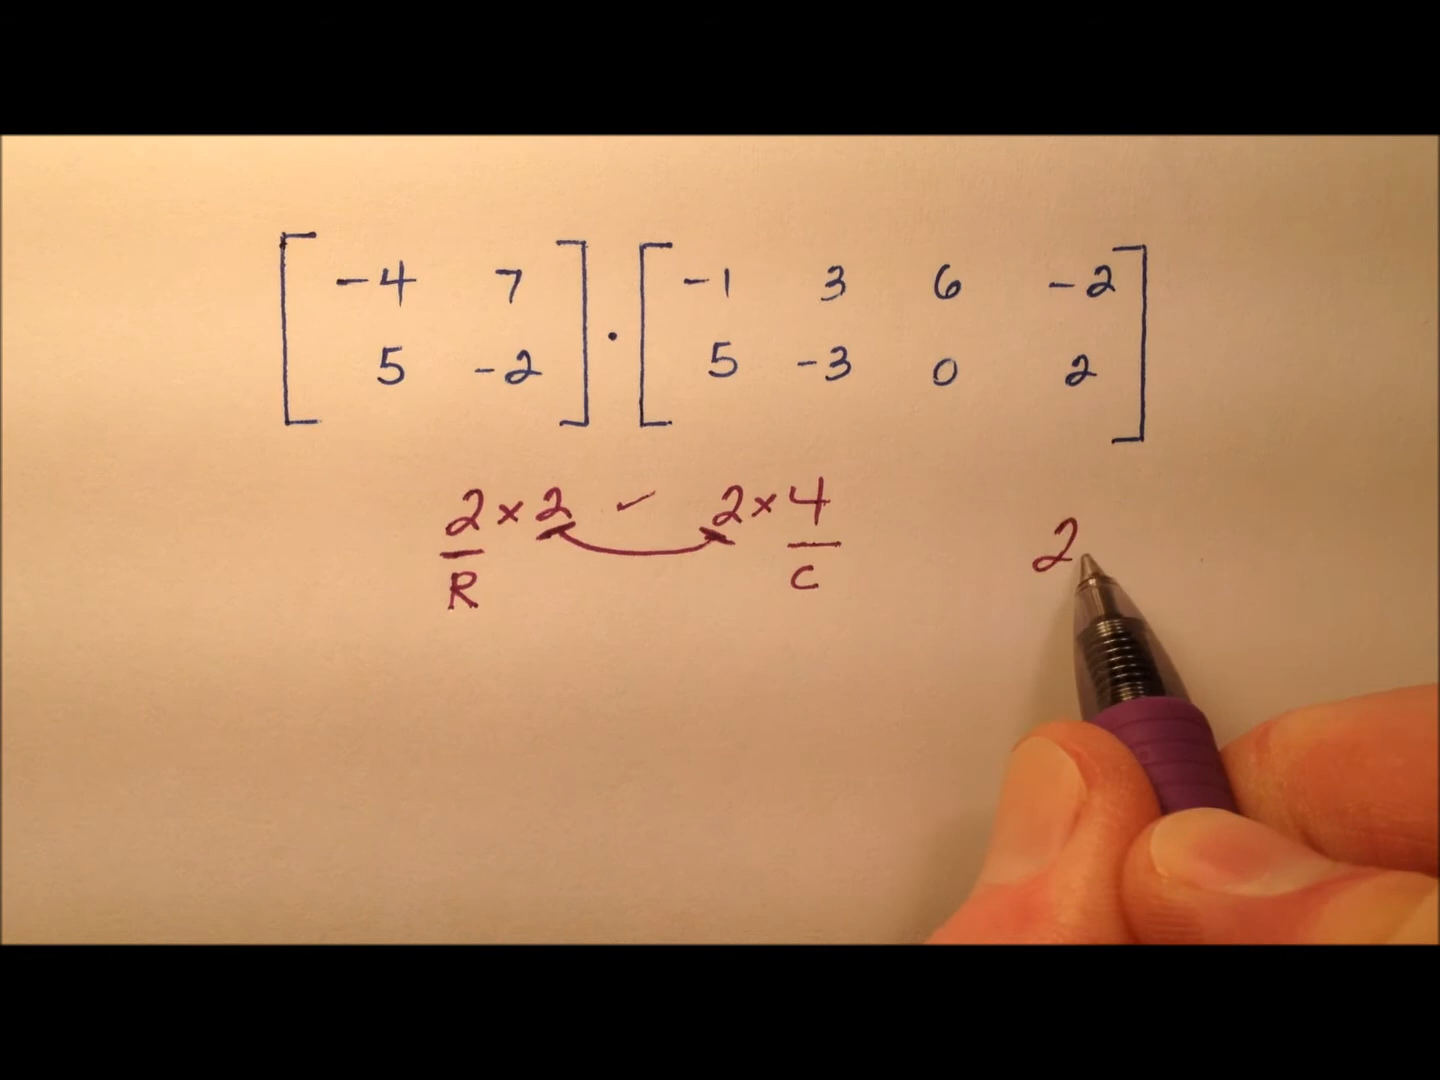 [ -4 7 ] · [ -1 3 6 -2 ]
[ 5 -2 ] [ 5 -3 0 2 ]
2×2 ✓ 2×4 2
R C